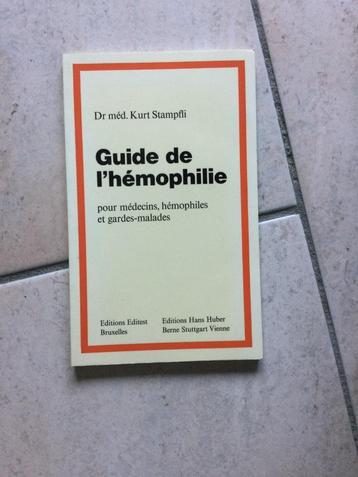 Dr méd. Kurt Stampfli
Guide de
l'hémophilie
pour médecins, hémophiles
et gardes-malades
Editions Editest
Bruxelles
Editions Hans Huber
Berne Stuttgart Vienne